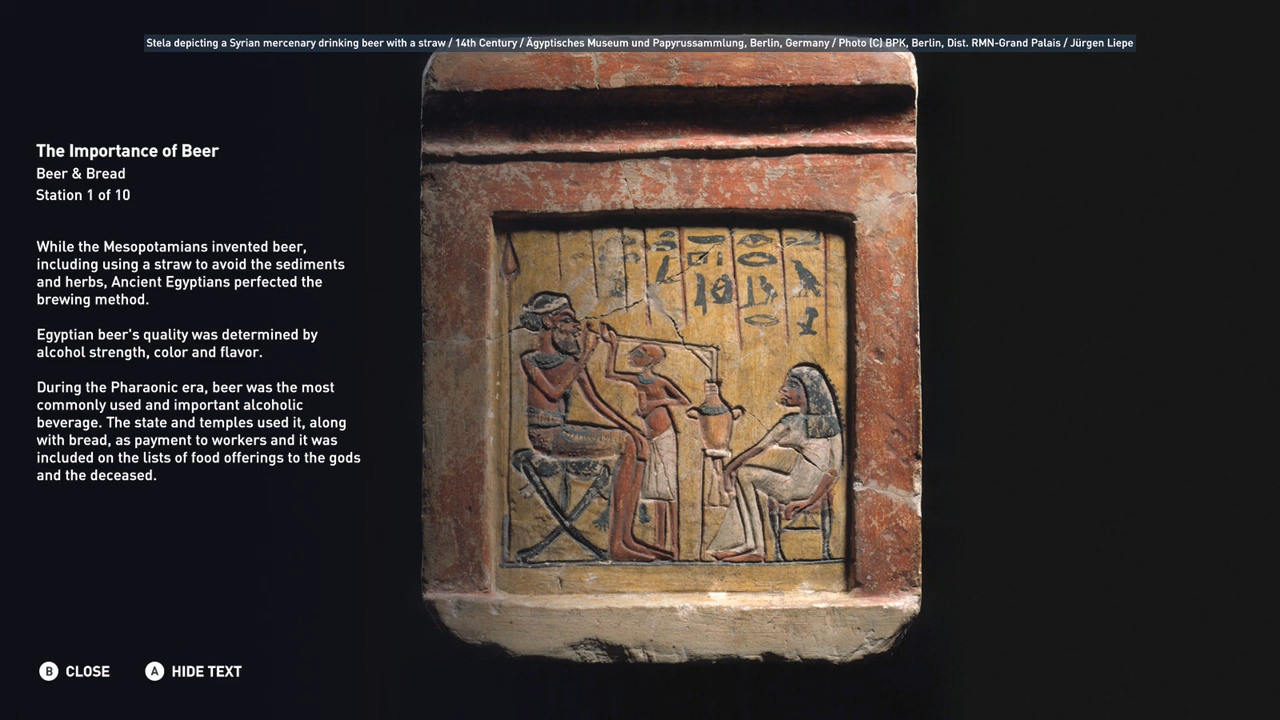 Stela depicting a Syrian mercenary drinking beer with a straw / 14th Century / Ägyptisches Museum und Papyrussammlung, Berlin, Germany / Photo (C) BPK, Berlin, Dist. RMN-Grand Palais / Jürgen Liepe
The Importance of Beer
Beer & Bread
Station 1 of 10
While the Mesopotamians invented beer,
including using a straw to avoid the sediments
and herbs, Ancient Egyptians perfected the
brewing method.
Egyptian beer's quality was determined by
alcohol strength, color and flavor.
During the Pharaonic era, beer was the most
commonly used and important alcoholic
beverage. The state and temples used it, along
with bread, as payment to workers and it was
included on the lists of food offerings to the gods
and the deceased.
B CLOSE A HIDE TEXT